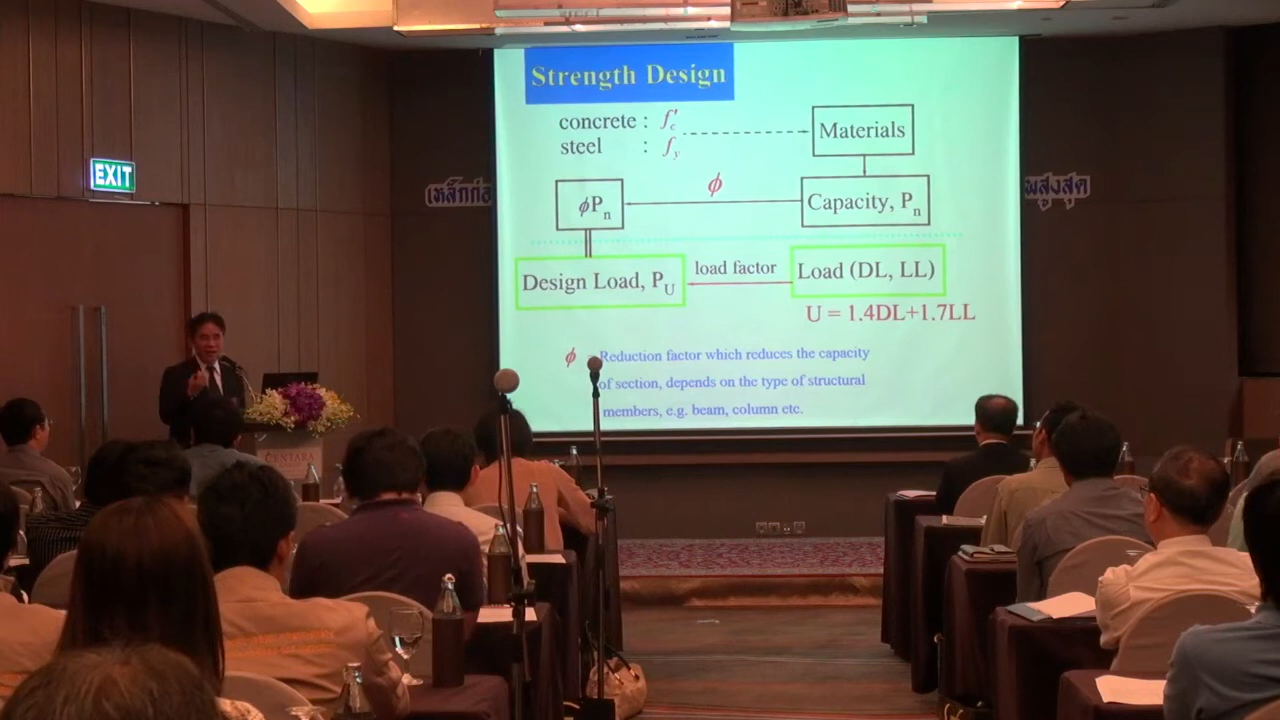 Strength Design
concrete : f'c
steel : fy
Materials
EXIT
เหล็กก่อ
ϕPn
ϕ
Capacity, Pn
พสูงสุด
Design Load, PU
load factor
Load (DL, LL)
U = 1.4DL+1.7LL
ϕ Reduction factor which reduces the capacity
of section, depends on the type of structural
members, e.g. beam, column etc.
CENTARA